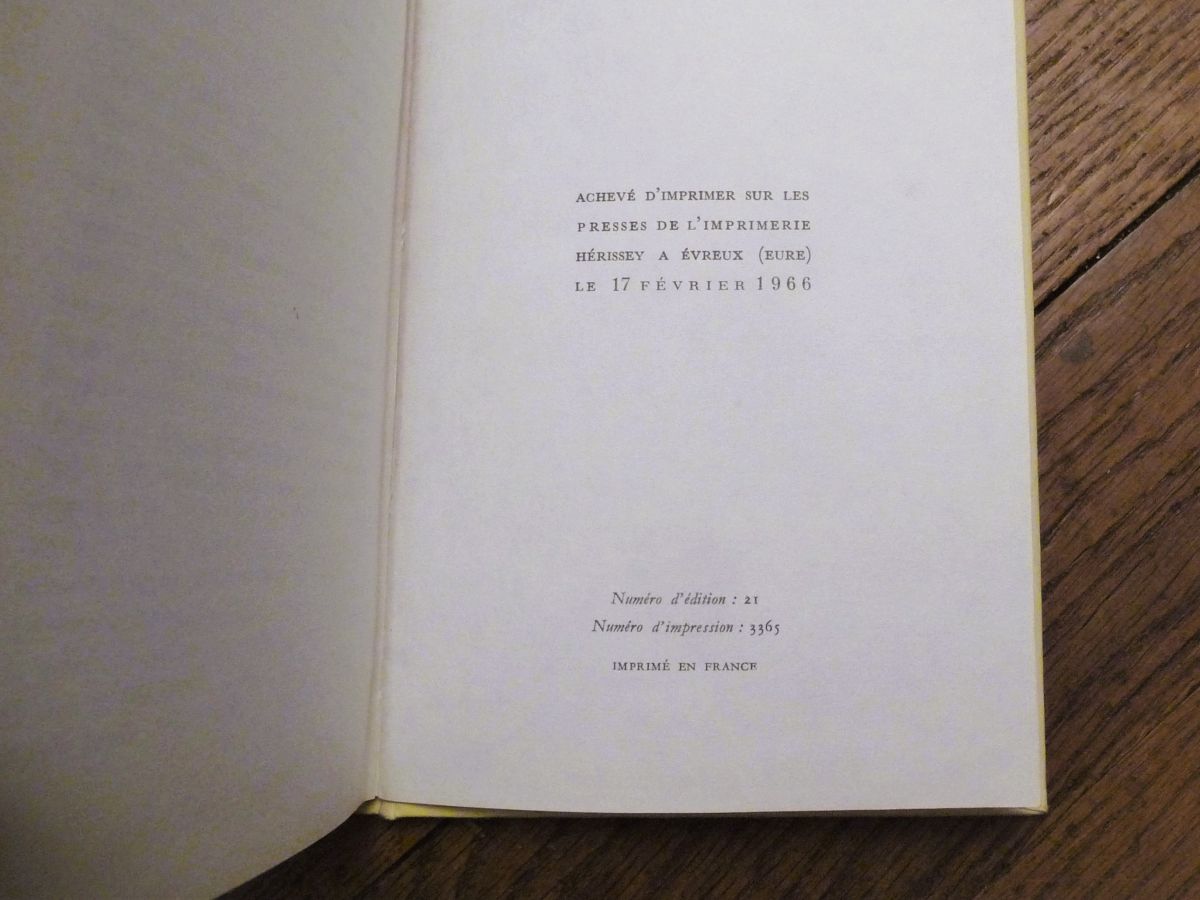 ACHEVÉ D'IMPRIMER SUR LES
PRESSES DE L'IMPRIMERIE
HÉRISSEY A ÉVREUX (EURE)
LE 17 FÉVRIER 1966
Numéro d'édition : 21
Numéro d'impression : 3365
IMPRIMÉ EN FRANCE